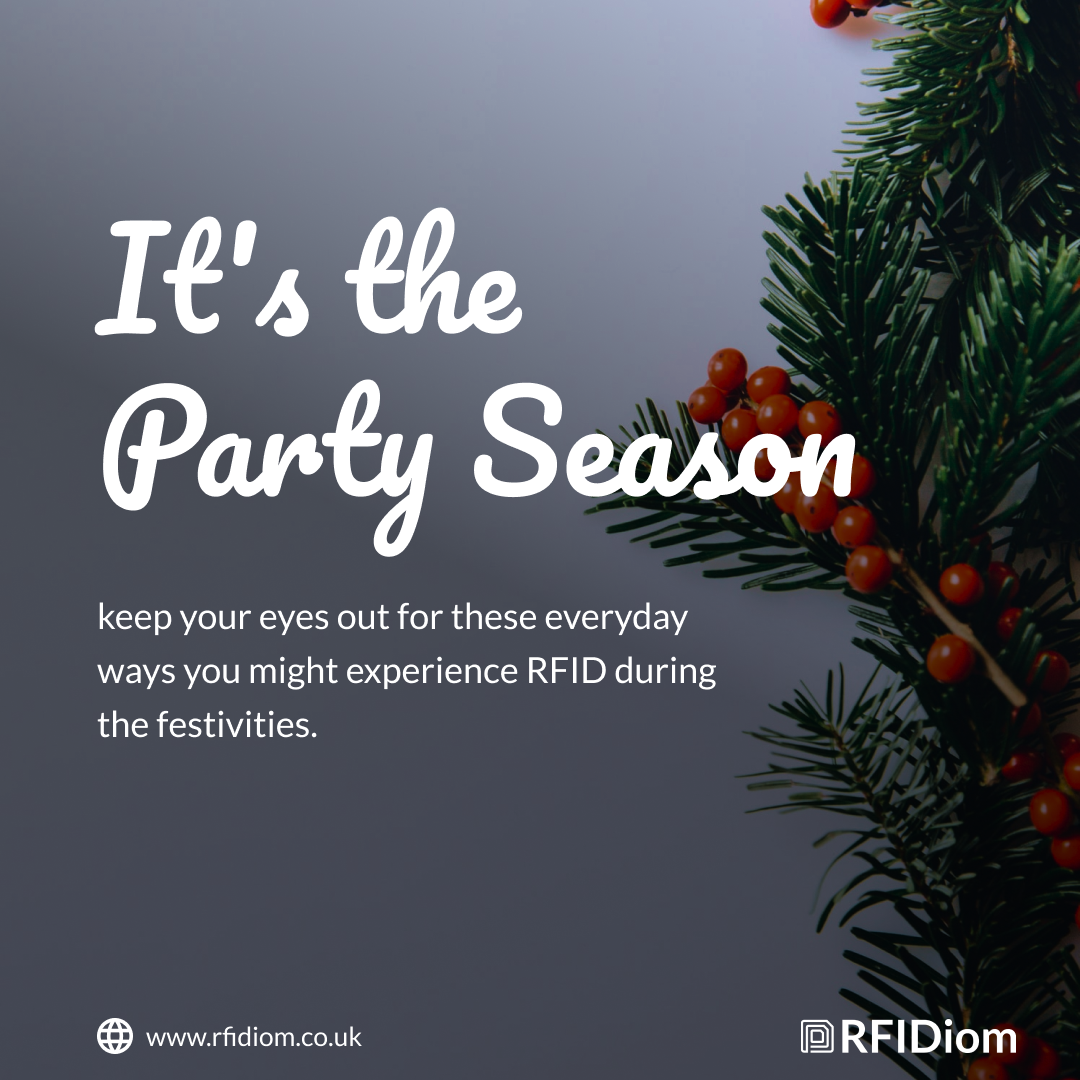 It's the
Party Season
keep your eyes out for these everyday
ways you might experience RFID during
the festivities.
www.rfidiom.co.uk
RFIDiom